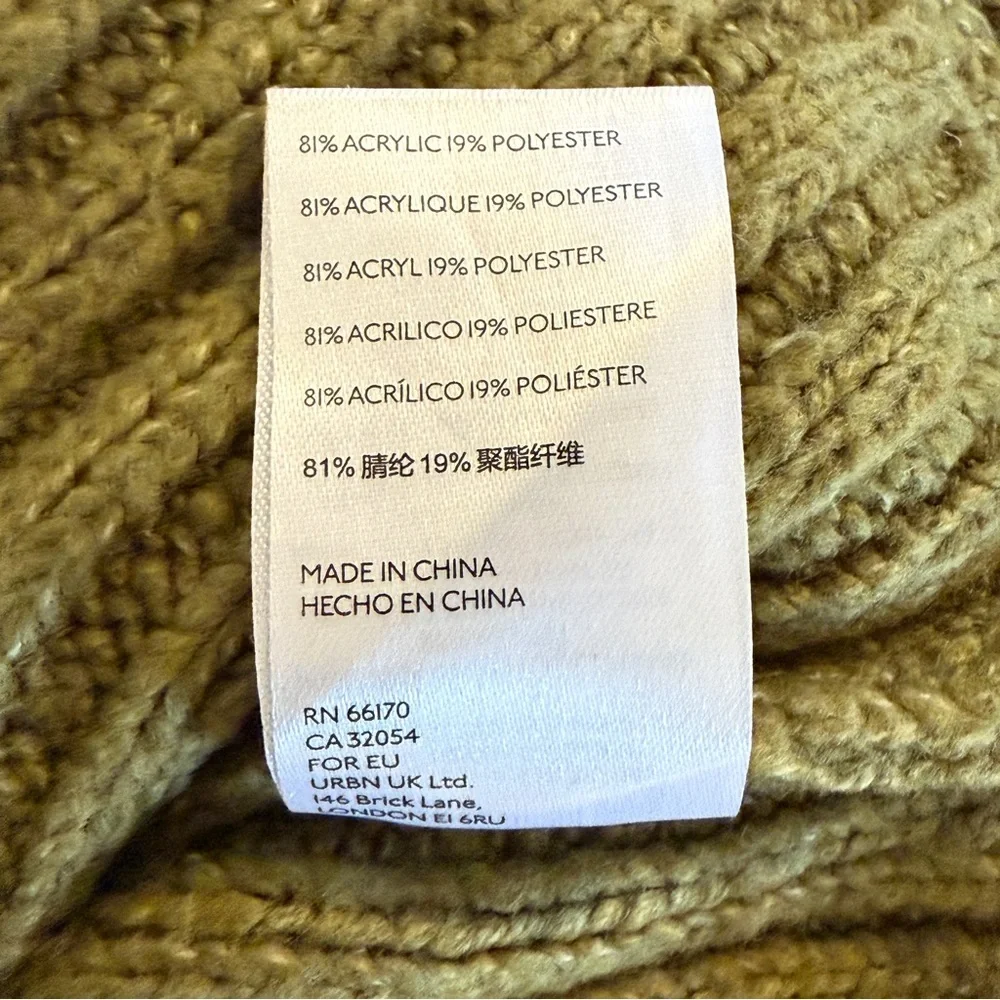 81% ACRYLIC 19% POLYESTER
81% ACRYLIQUE 19% POLYESTER
81% ACRYL 19% POLYESTER
81% ACRILICO 19% POLIESTERE
81% ACRÍLICO 19% POLIÉSTER
81% 腈纶 19% 聚酯纤维
MADE IN CHINA
HECHO EN CHINA
RN 66170
CA 32054
FOR EU
URBN UK Ltd.
146 Brick Lane,
LONDON E1 6RU